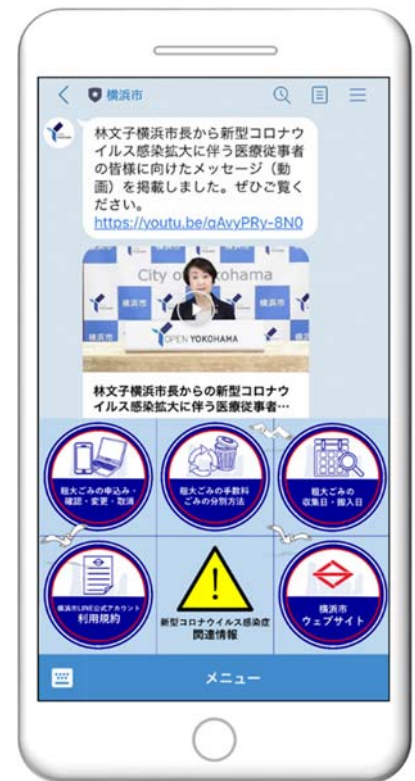 横浜市
林文子横浜市長から新型コロナウ
イルス感染拡大に伴う医療従事者
の皆様に向けたメッセージ（動
画）を掲載しました。ぜひご覧く
ださい。
https://youtu.be/qAvyPRy-8N0
City of Yokohama
横浜市
横浜市
OPEN YOKOHAMA
林文子横浜市長からの新型コロナウ
イルス感染拡大に伴う医療従事者…
粗大ごみの申込み・
確認・変更・取消
粗大ごみの手数料
ごみの分別方法
粗大ごみの
収集日・搬入日
横浜市LINE公式アカウント
利用規約
新型コロナウイルス感染症
関連情報
横浜市
ウェブサイト
メニュー